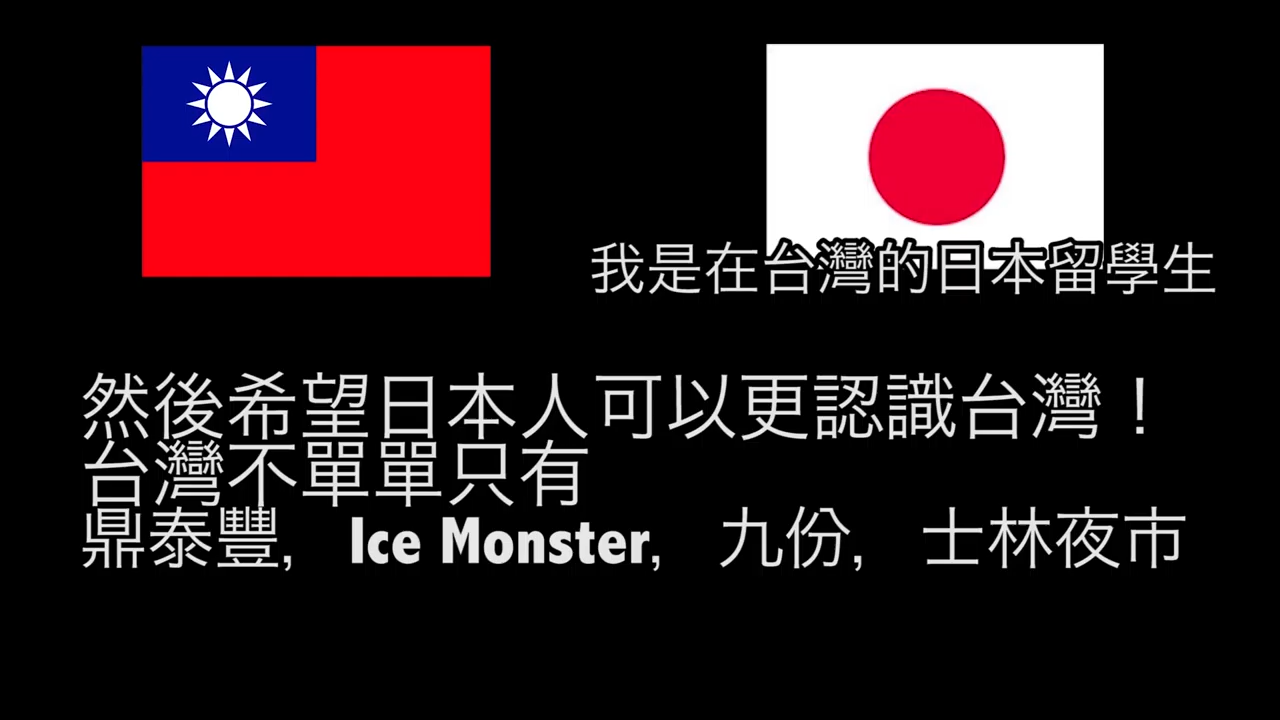 我是在台灣的日本留學生
然後希望日本人可以更認識台灣！
台灣不單單只有
鼎泰豐, Ice Monster, 九份, 士林夜市